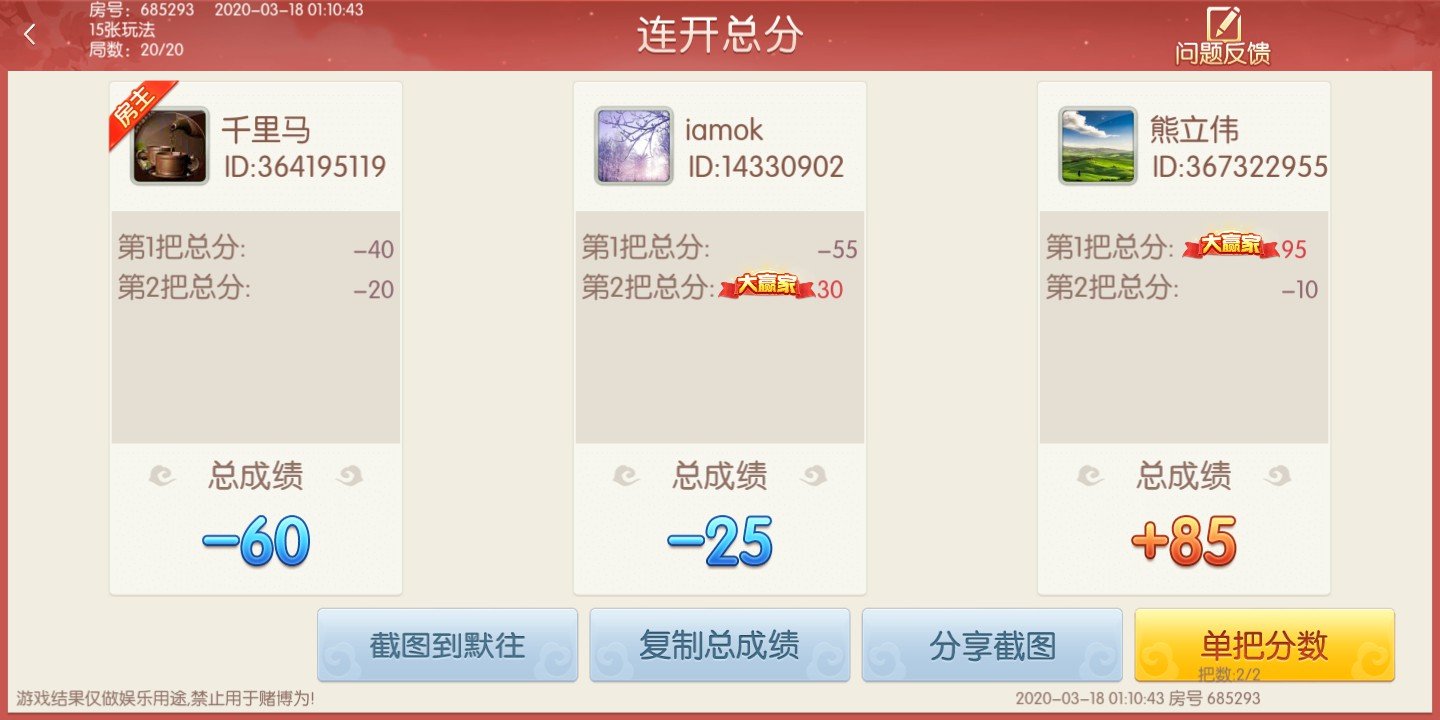 房号：685293 2020-03-18 01:10:43
15张玩法
局数：20/20
连开总分
问题反馈
房主
千里马
ID:364195119
第1把总分: -40
第2把总分: -20
总成绩
-60
iamok
ID:14330902
第1把总分: -55
第2把总分: 大赢家 30
总成绩
-25
熊立伟
ID:367322955
第1把总分: 大赢家 95
第2把总分: -10
总成绩
+85
截图到默往
复制总成绩
分享截图
单把分数
把数:2/2
游戏结果仅做娱乐用途,禁止用于赌博为!
2020-03-18 01:10:43 房号 685293